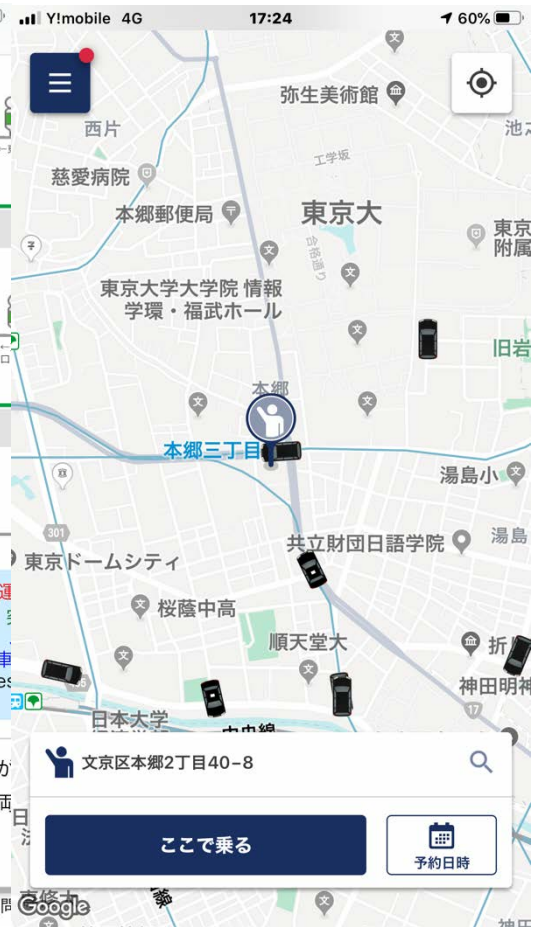 Y!mobile 4G
17:24
60%
弥生美術館
西片
工学坂
慈愛病院
本郷郵便局
東京大
合格通り
東京
附属
東京大学大学院 情報
学環・福武ホール
旧岩
本郷
本郷三丁目
湯島小
301
共立財団日語学院
湯島
東京ドームシティ
桜蔭中高
順天堂大
神田明神
17
日本大学
中央線
文京区本郷2丁目40−8
ここで乗る
予約日時
Google